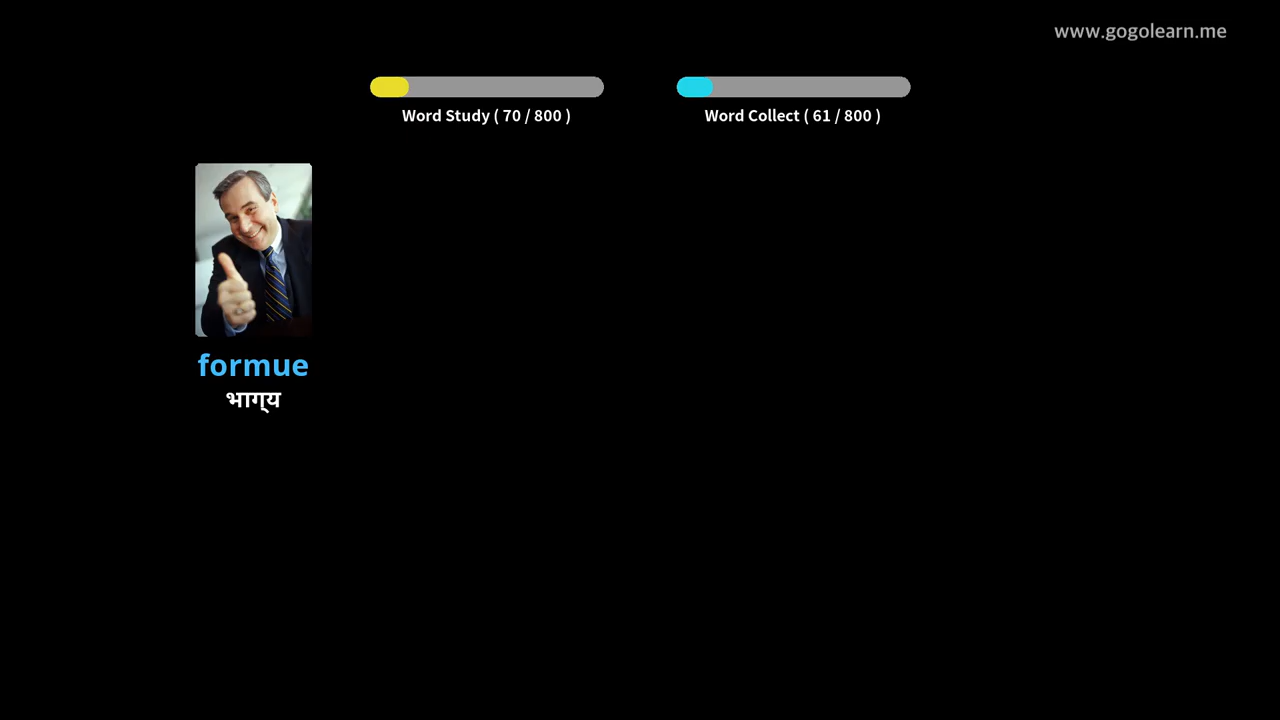 www.gogolearn.me
Word Study ( 70 / 800 )
Word Collect ( 61 / 800 )
formue
भाग्य